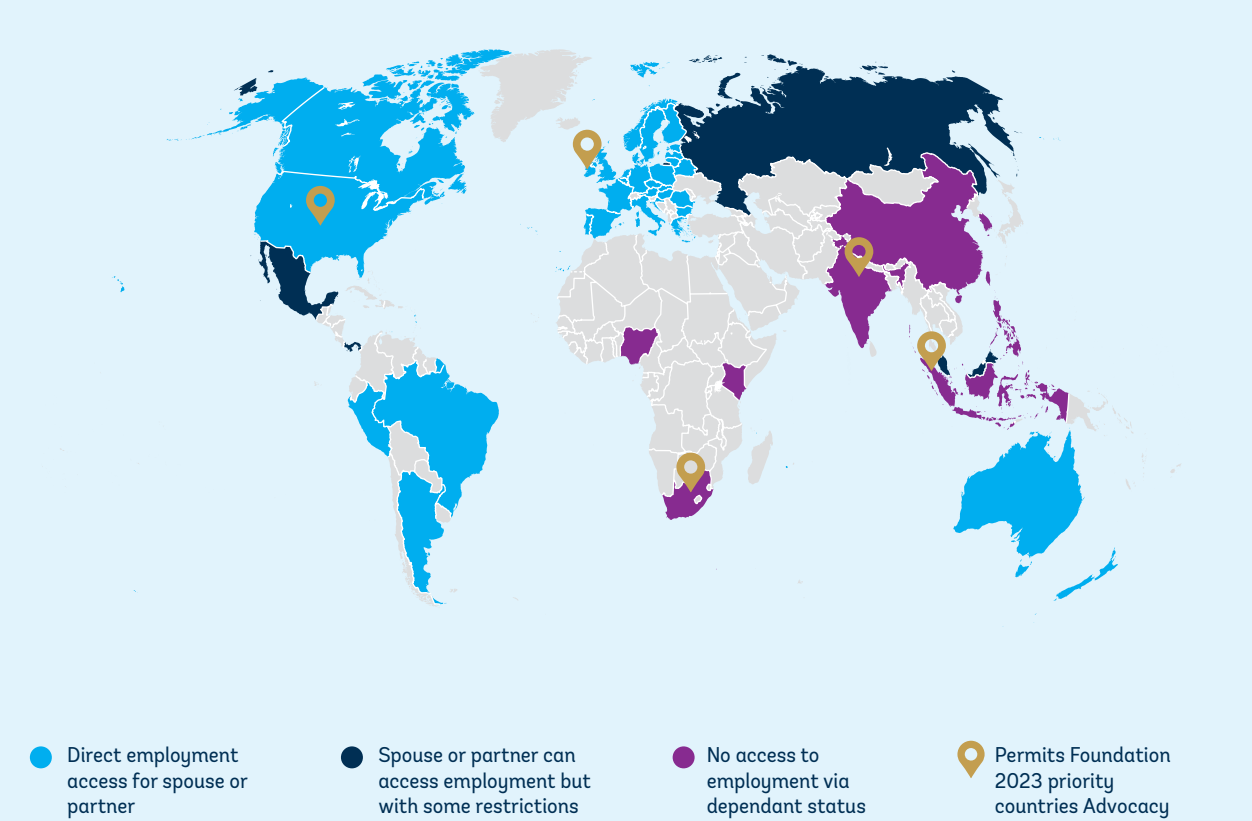 Direct employment
access for spouse or
partner
Spouse or partner can
access employment but
with some restrictions
No access to
employment via
dependant status
Permits Foundation
2023 priority
countries Advocacy